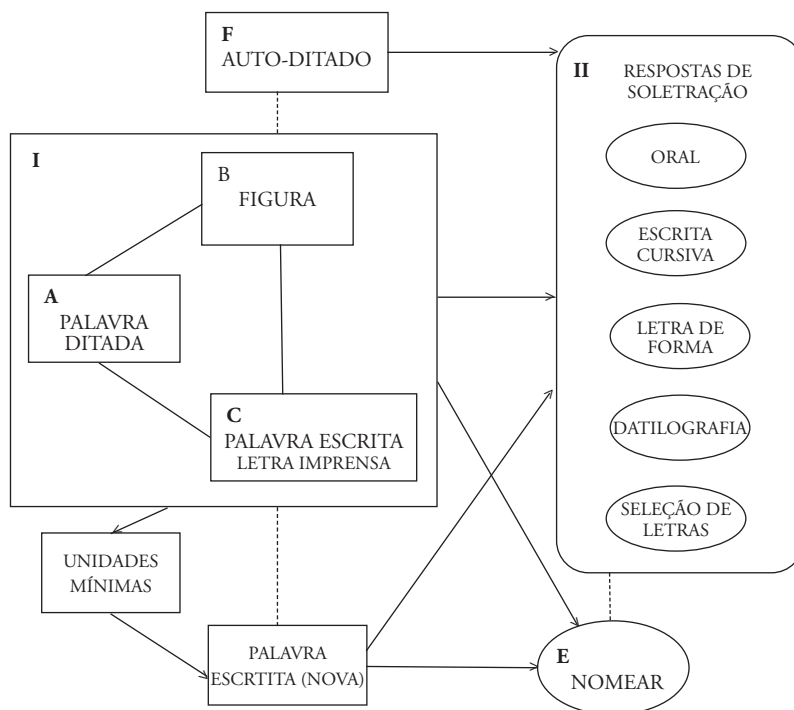 F
AUTO-DITADO
I
B
FIGURA
A
PALAVRA
DITADA
C
PALAVRA ESCRITA
LETRA IMPRENSA
UNIDADES
MÍNIMAS
PALAVRA
ESCRTITA (NOVA)
II
RESPOSTAS DE
SOLETRAÇÃO
ORAL
ESCRITA
CURSIVA
LETRA DE
FORMA
DATILOGRAFIA
SELEÇÃO DE
LETRAS
E
NOMEAR